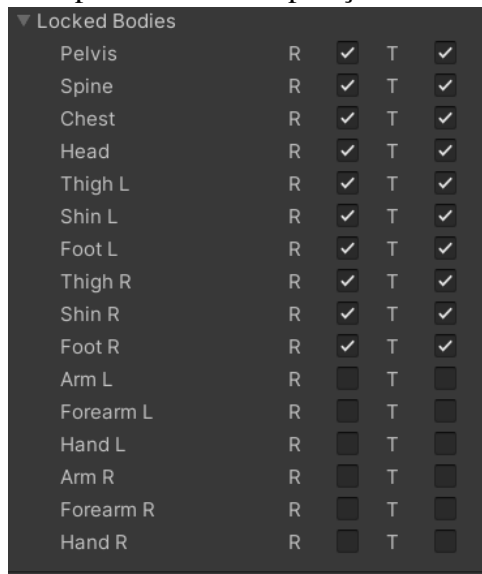 Locked Bodies
Pelvis R T
Spine R T
Chest R T
Head R T
Thigh L R T
Shin L R T
Foot L R T
Thigh R R T
Shin R R T
Foot R R T
Arm L R T
Forearm L R T
Hand L R T
Arm R R T
Forearm R R T
Hand R R T